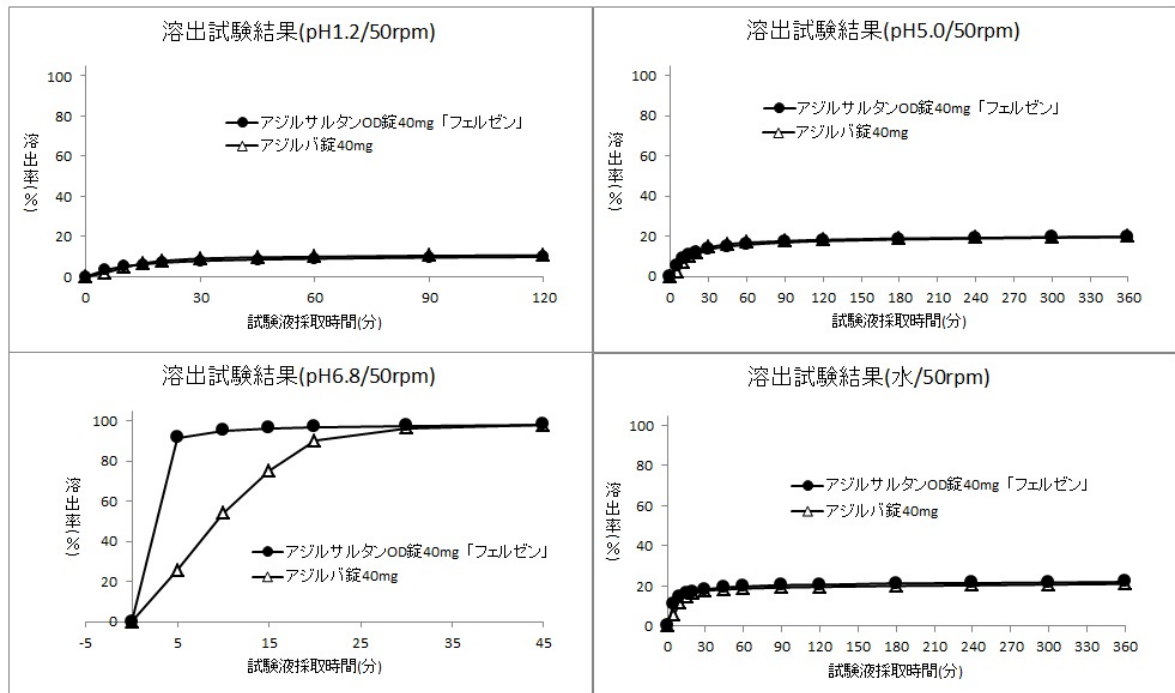 溶出試験結果(pH1.2/50rpm)
100
80
60
40
20
0
溶出率(%)
アジルサルタンOD錠40mg「フェルゼン」
アジルバ錠40mg
0 30 60 90 120
試験液採取時間(分)
溶出試験結果(pH5.0/50rpm)
100
80
60
40
20
0
溶出率(%)
アジルサルタンOD錠40mg「フェルゼン」
アジルバ錠40mg
0 30 60 90 120 150 180 210 240 270 300 330 360
試験液採取時間(分)
溶出試験結果(pH6.8/50rpm)
100
80
60
40
20
0
溶出率(%)
アジルサルタンOD錠40mg「フェルゼン」
アジルバ錠40mg
-5 5 15 25 35 45
試験液採取時間(分)
溶出試験結果(水/50rpm)
100
80
60
40
20
0
溶出率(%)
アジルサルタンOD錠40mg「フェルゼン」
アジルバ錠40mg
0 30 60 90 120 150 180 210 240 270 300 330 360
試験液採取時間(分)